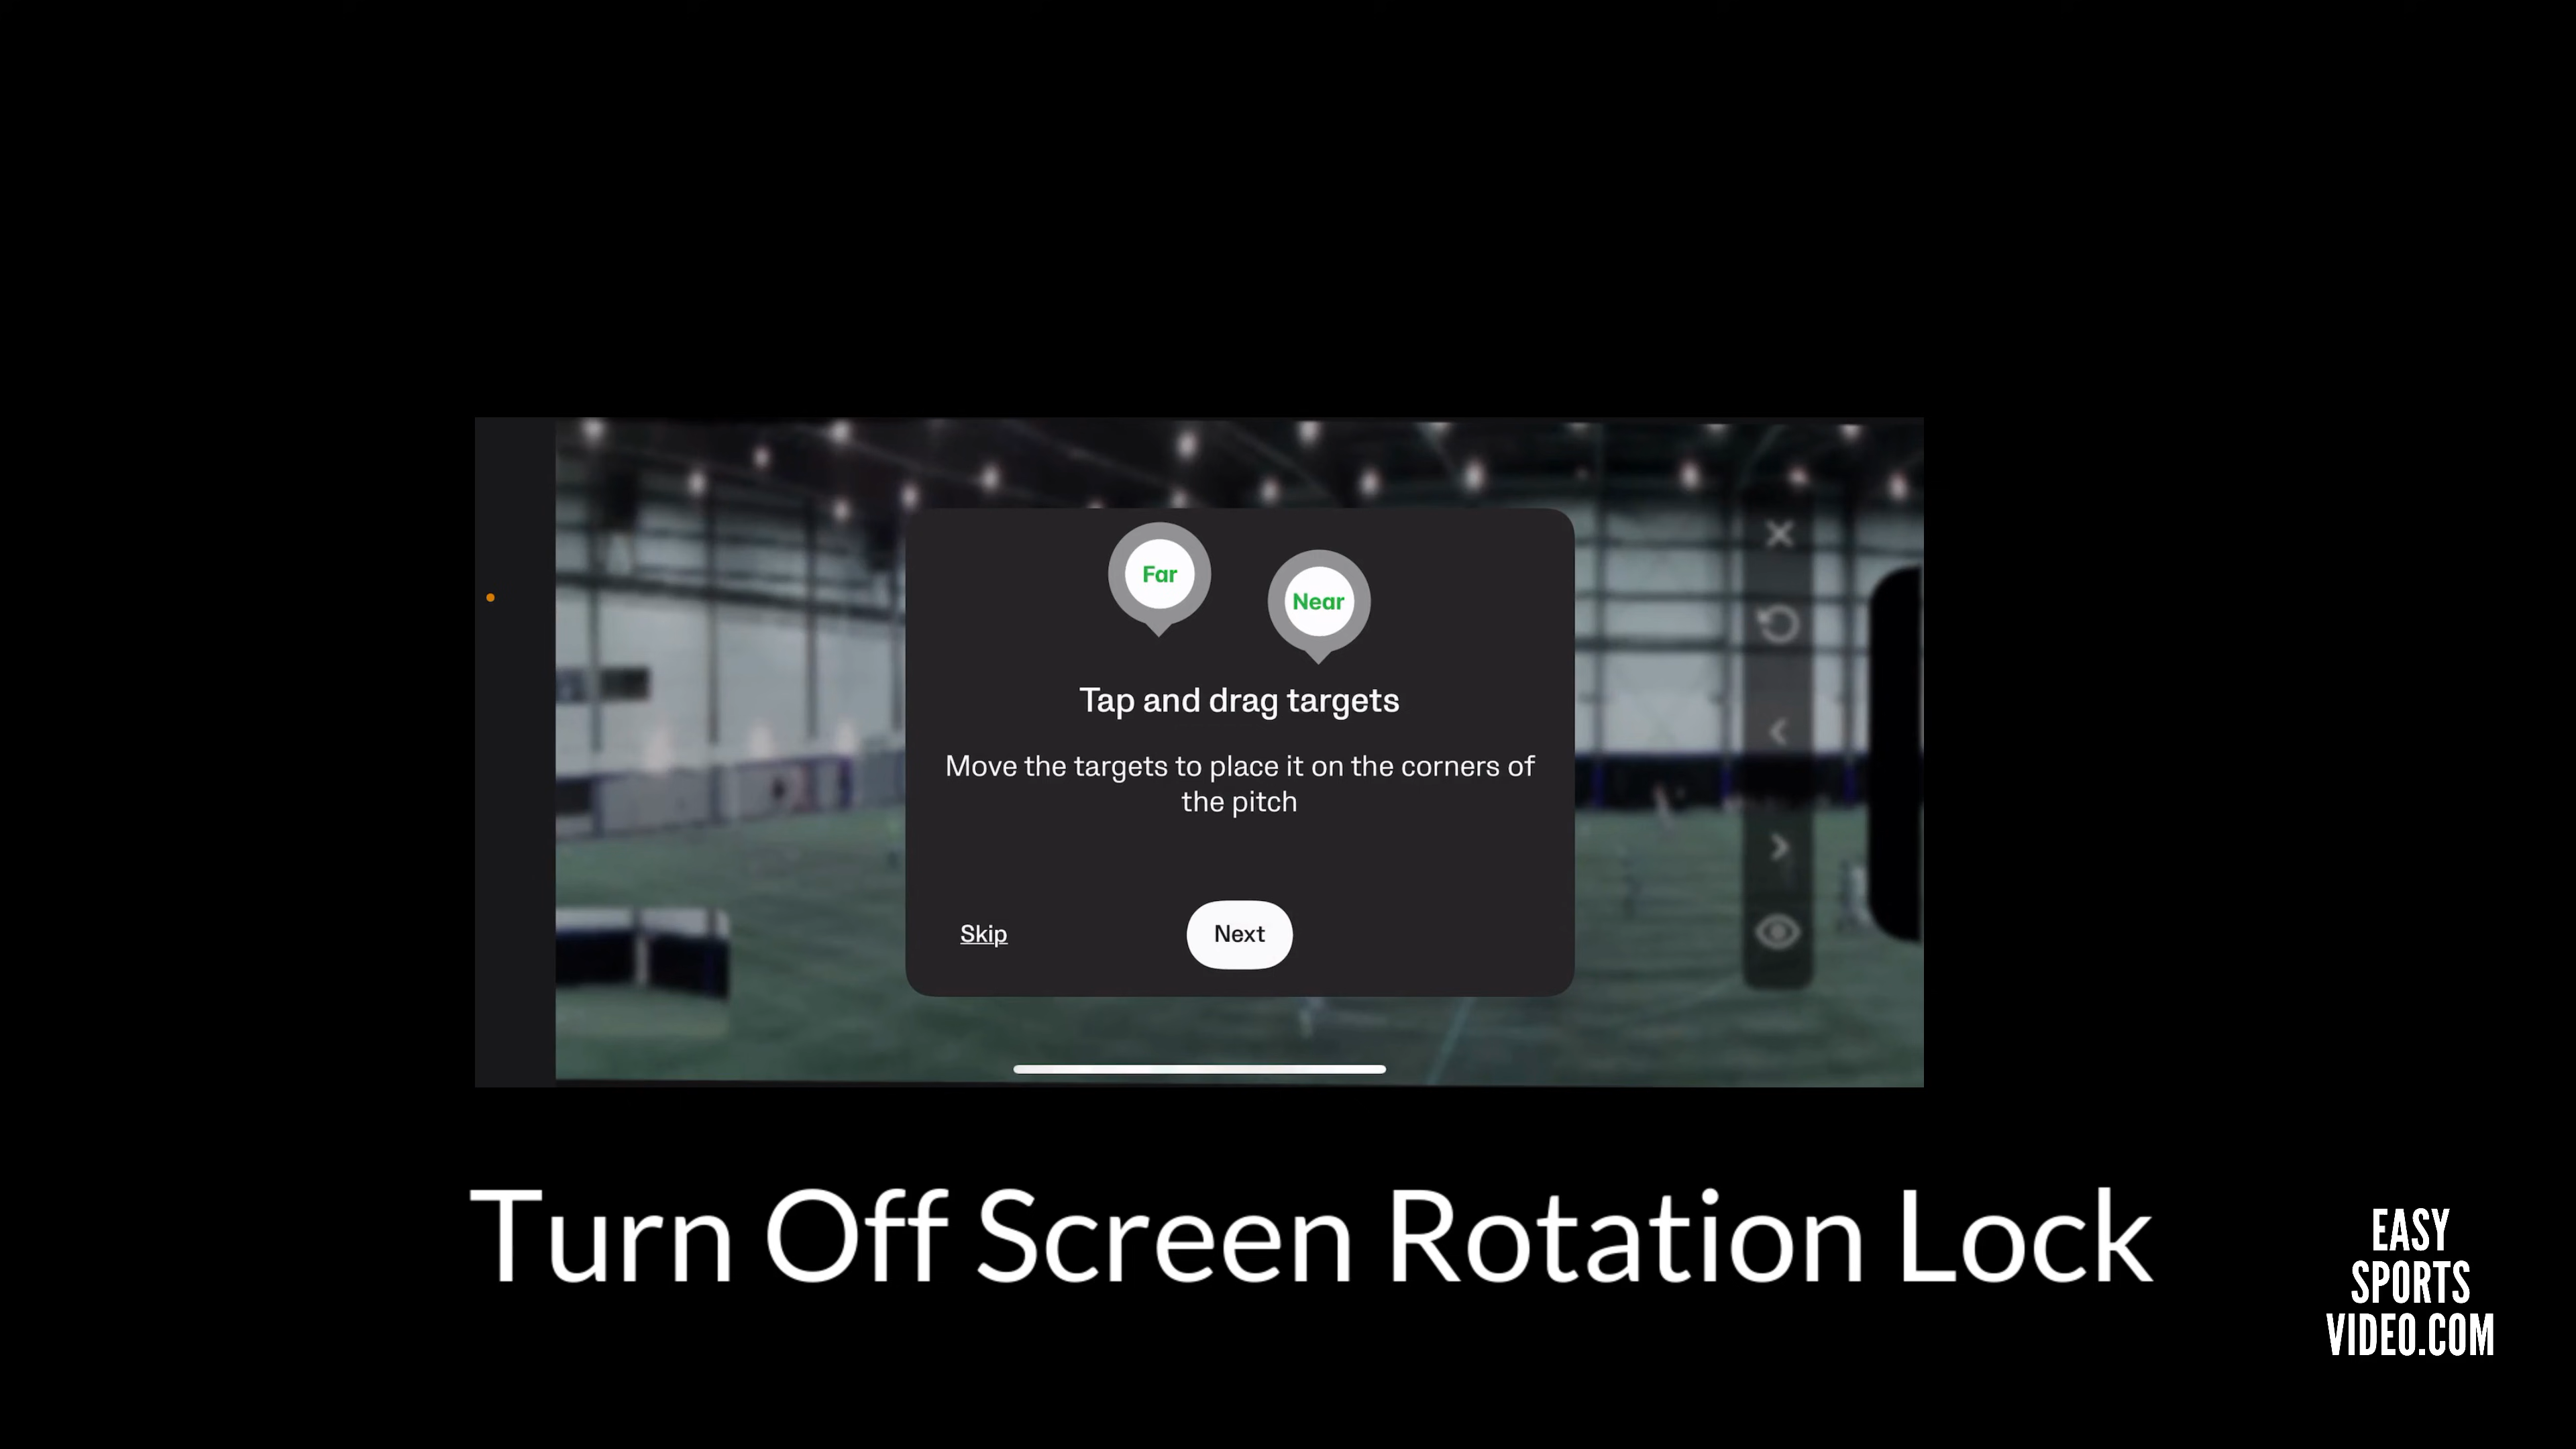 Far
Near
Tap and drag targets
Move the targets to place it on the corners of
the pitch
Skip
Next
Turn Off Screen Rotation Lock
EASY
SPORTS
VIDEO.COM